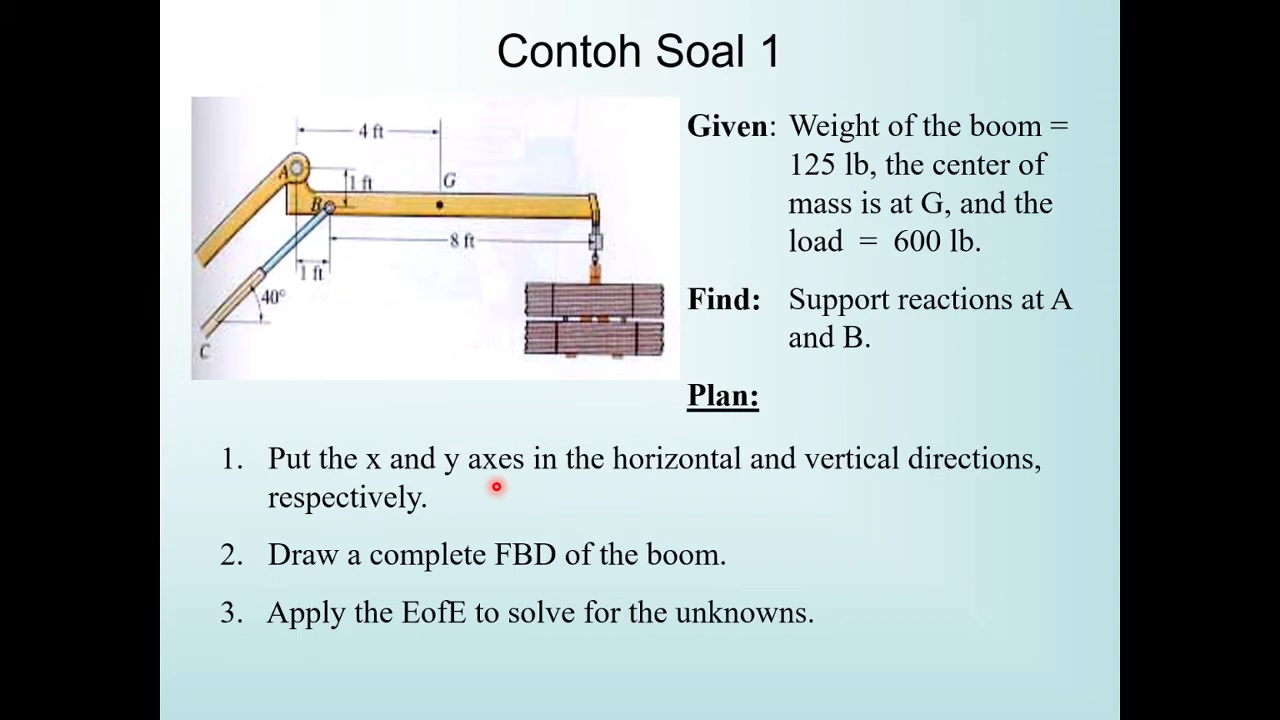 Contoh Soal 1
4 ft
A
1 ft
G
B
8 ft
1 ft
40°
C
Given: Weight of the boom =
125 lb, the center of
mass is at G, and the
load = 600 lb.
Find: Support reactions at A
and B.
Plan:
1. Put the x and y axes in the horizontal and vertical directions,
respectively.
2. Draw a complete FBD of the boom.
3. Apply the EofE to solve for the unknowns.